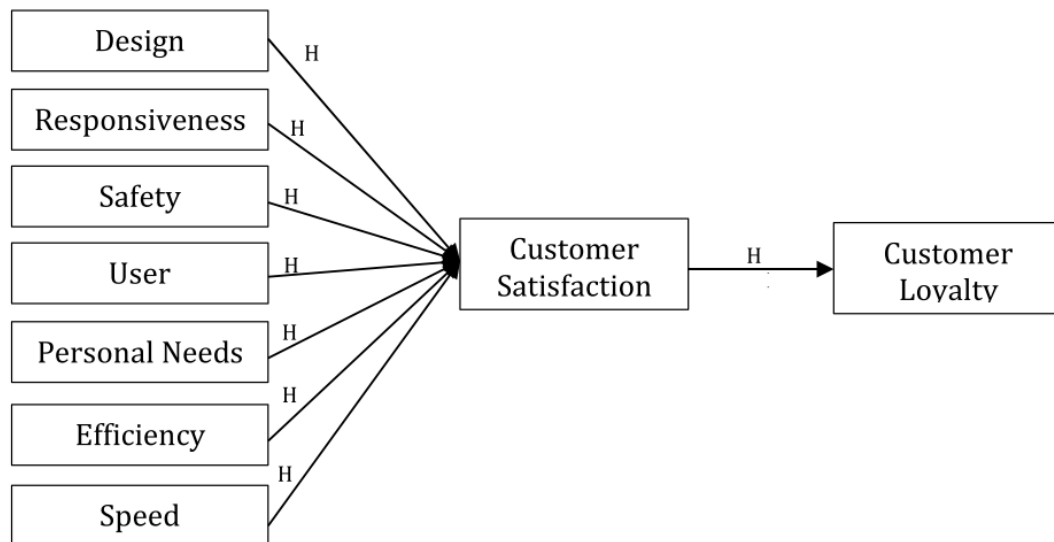 Design
H
Responsiveness
H
Safety
H
User
H
Personal Needs
H
Efficiency
H
Speed
H
Customer
Satisfaction
H
Customer
Loyalty